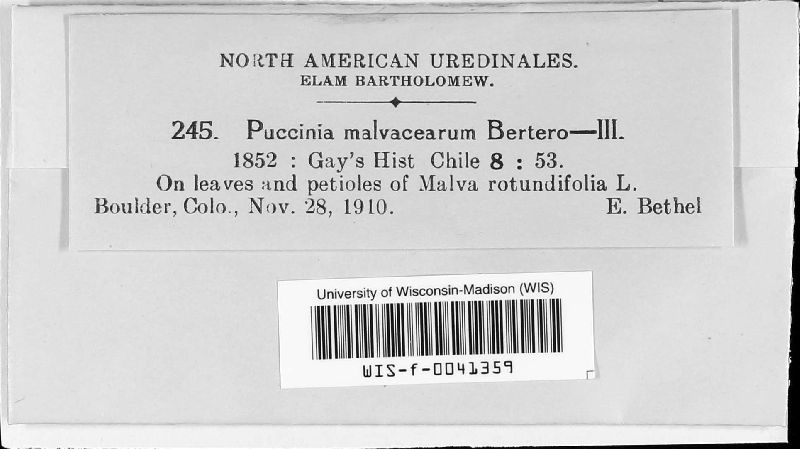 NORTH AMERICAN UREDINALES.
ELAM BARTHOLOMEW.
245. Puccinia malvacearum Bertero—III.
1852 : Gay's Hist Chile 8 : 53.
On leaves and petioles of Malva rotundifolia L.
Boulder, Colo., Nov. 28, 1910. E. Bethel
University of Wisconsin-Madison (WIS)
WIS-f-0041359